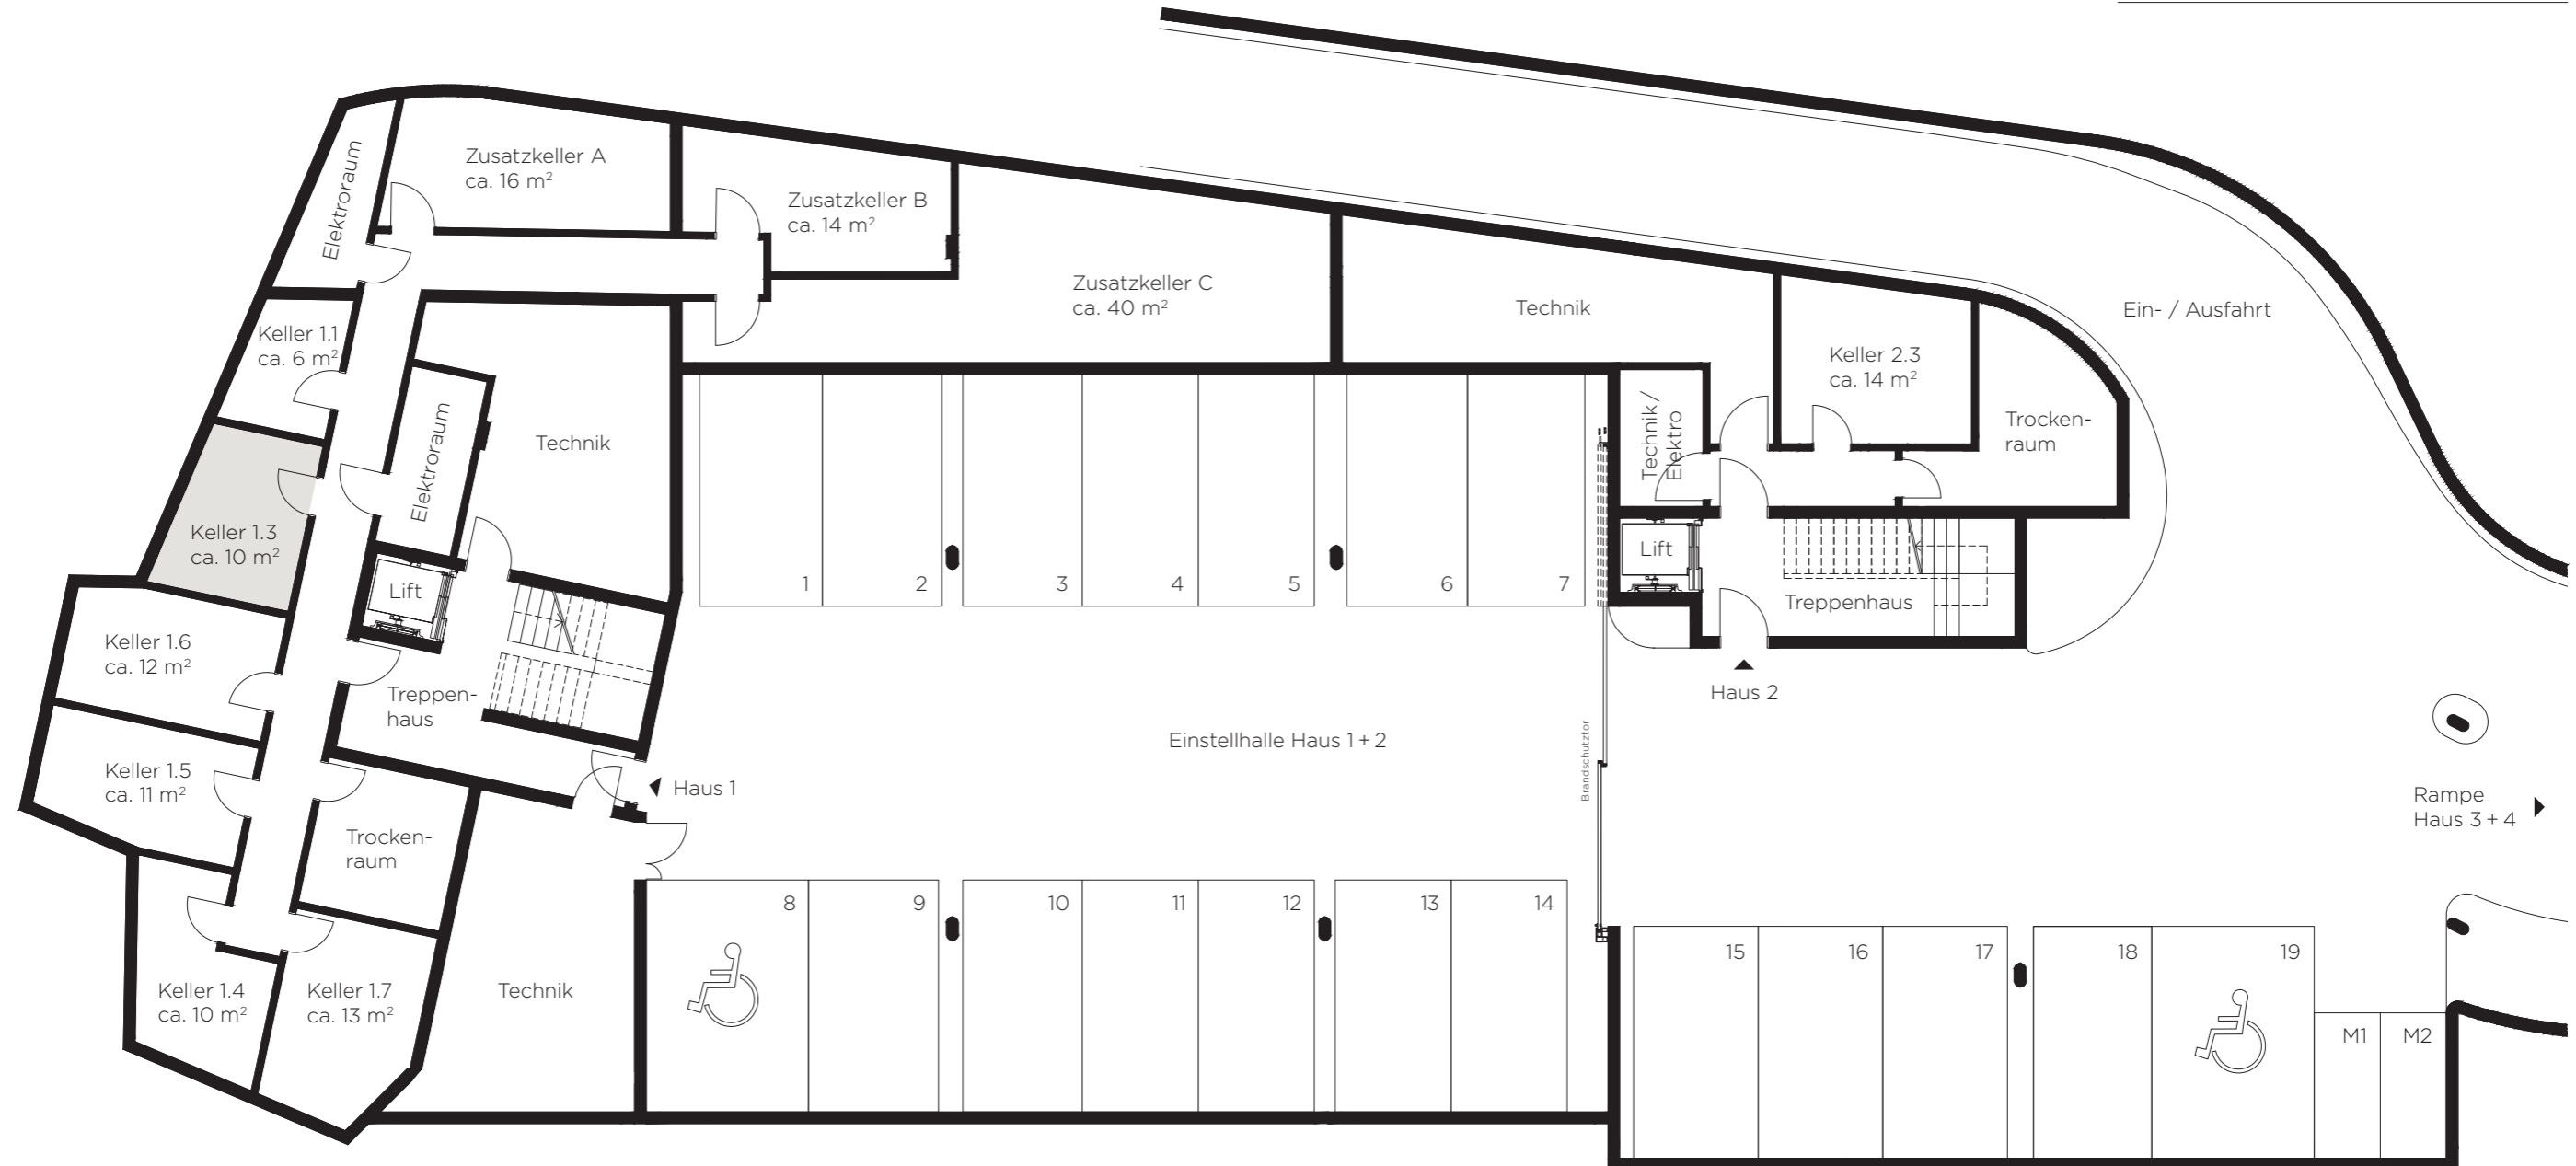 Elektroraum
Zusatzkeller A
ca. 16 m²
Zusatzkeller B
ca. 14 m²
Zusatzkeller C
ca. 40 m²
Technik
Ein- / Ausfahrt
Keller 1.1
ca. 6 m²
Keller 2.3
ca. 14 m²
Elektroraum
Technik
Technik /
Elektro
Trocken-
raum
Keller 1.3
ca. 10 m²
Lift
1
2
3
4
5
6
7
Lift
Treppenhaus
Keller 1.6
ca. 12 m²
Treppen-
haus
Haus 2
Einstellhalle Haus 1 + 2
Brandschutztor
Keller 1.5
ca. 11 m²
Haus 1
Rampe
Haus 3 + 4
Trocken-
raum
8
9
10
11
12
13
14
15
16
17
18
19
Keller 1.4
ca. 10 m²
Keller 1.7
ca. 13 m²
Technik
M1
M2